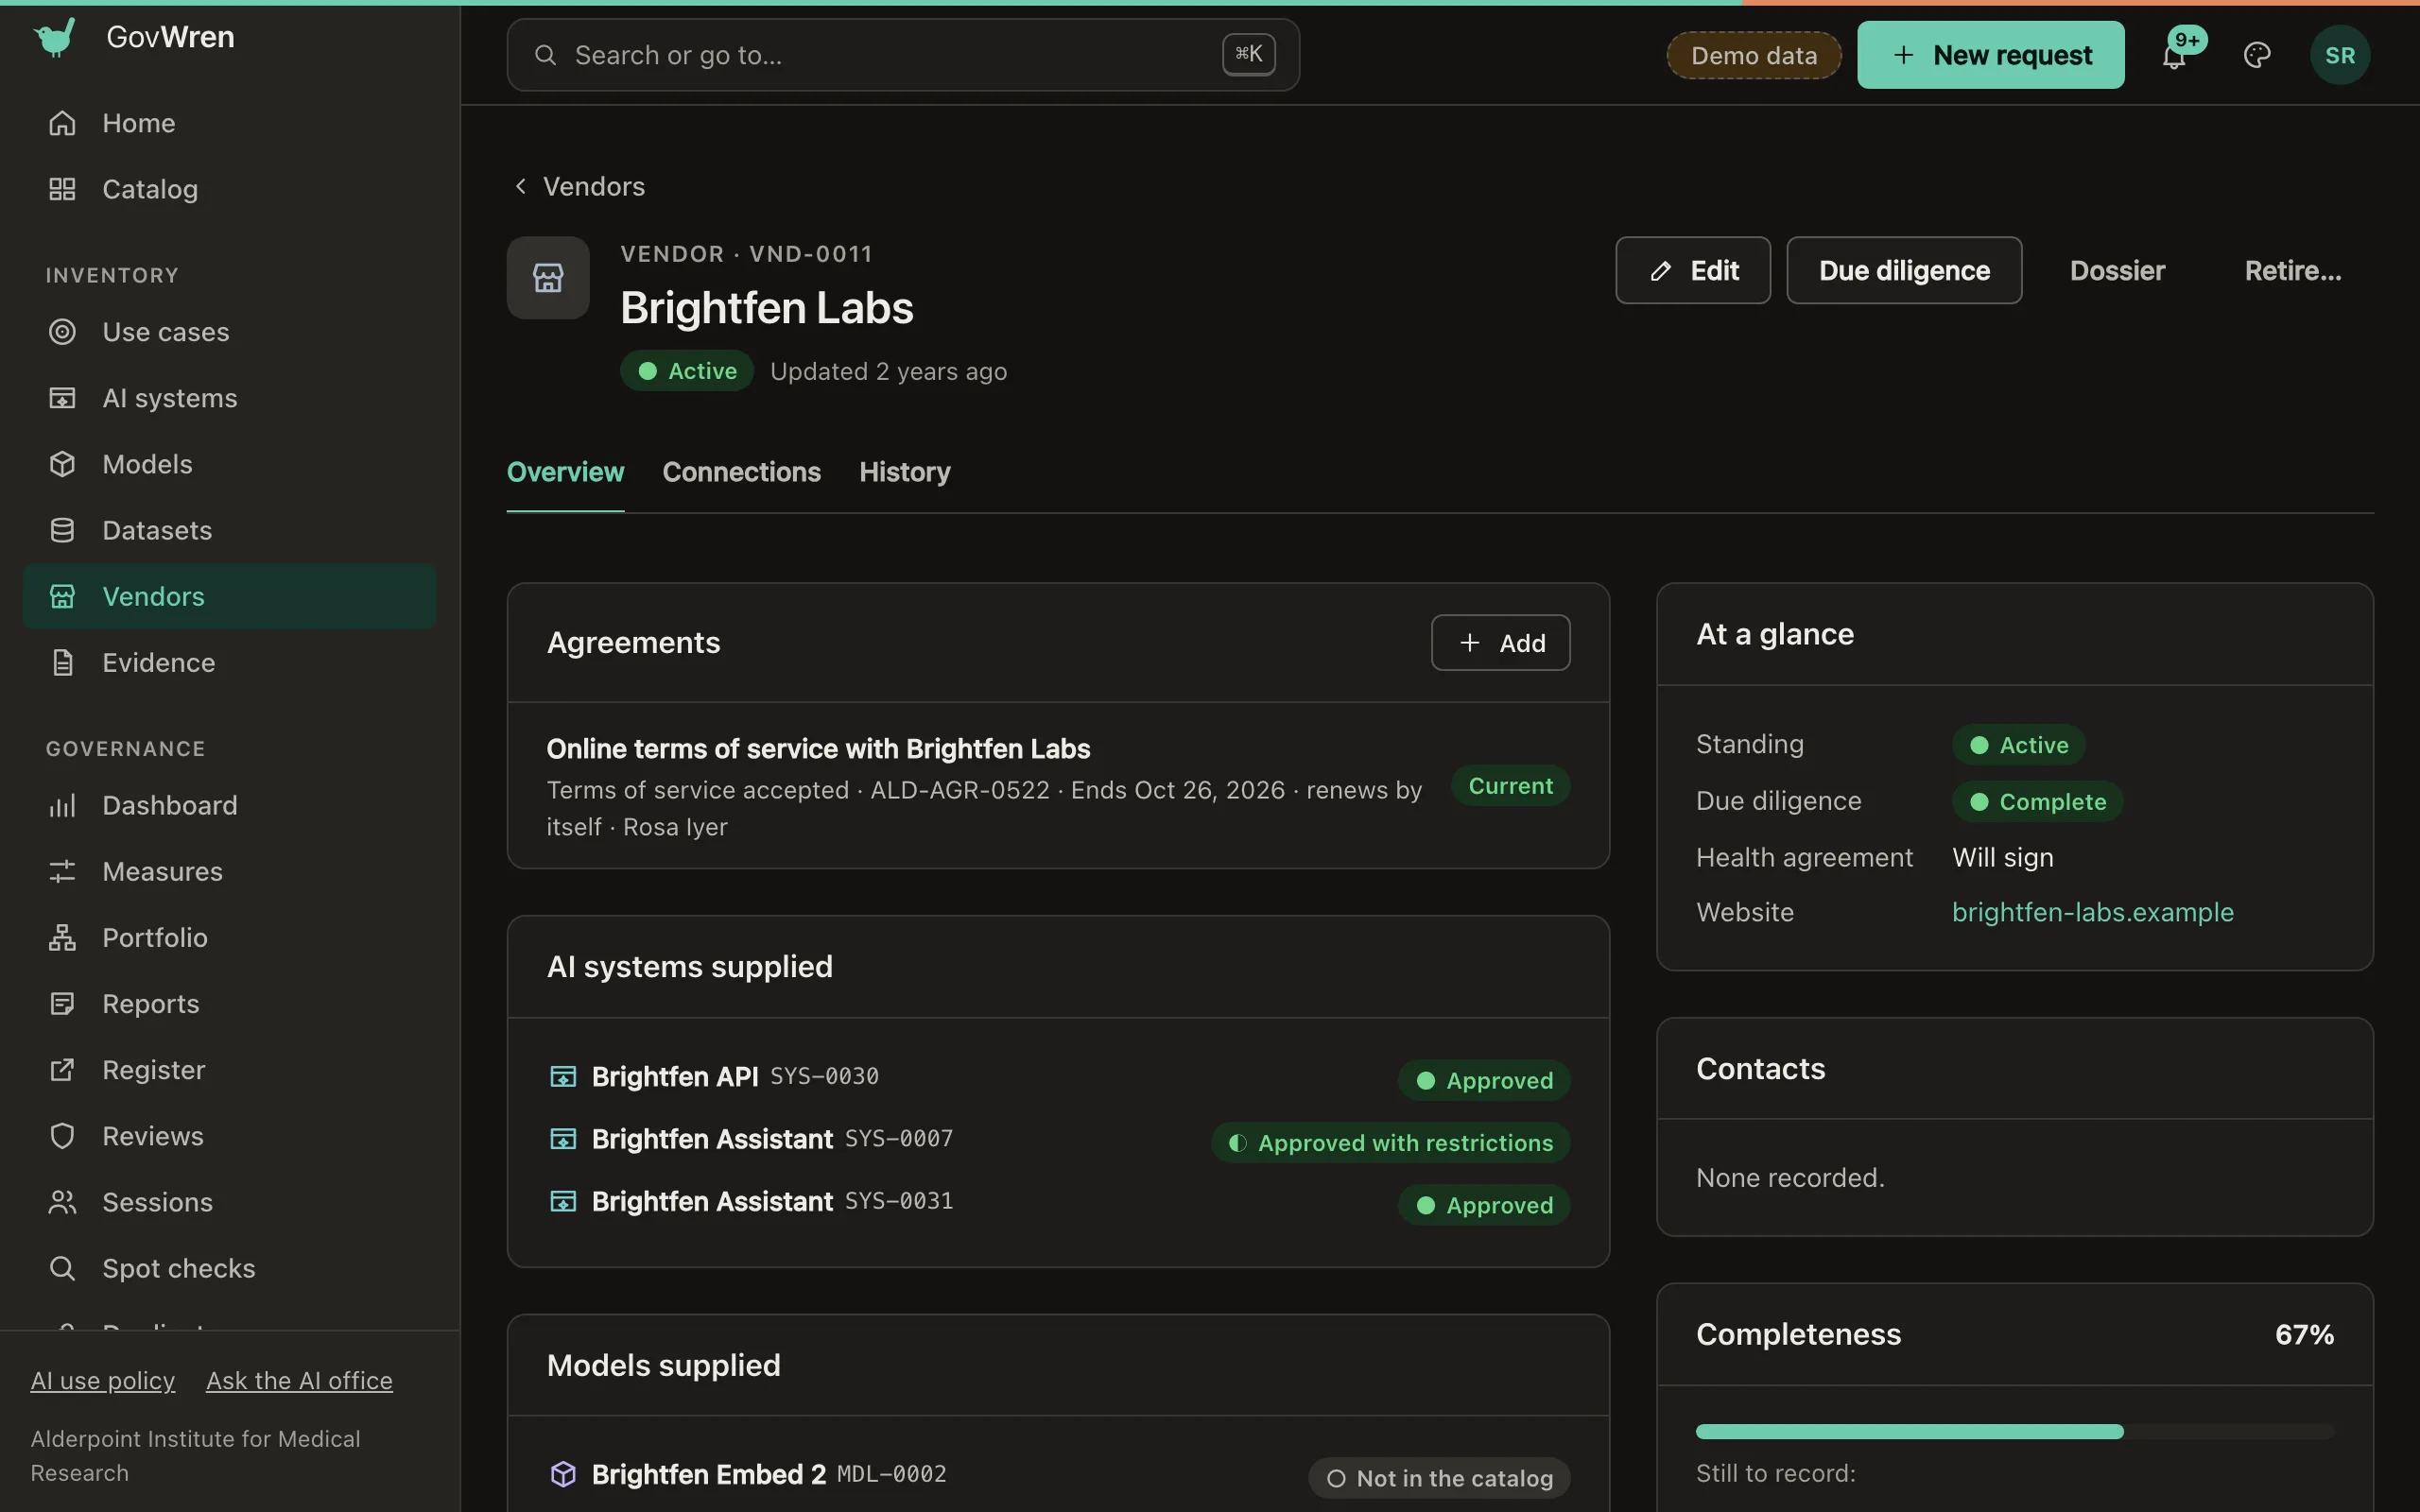 GovWren
Search or go to...
⌘K
Demo data
+ New request
9+
SR
Home
Catalog
INVENTORY
Use cases
AI systems
Models
Datasets
Vendors
Evidence
GOVERNANCE
Dashboard
Measures
Portfolio
Reports
Register
Reviews
Sessions
Spot checks
AI use policy
Ask the AI office
Alderpoint Institute for Medical
Research
Vendors
VENDOR · VND-0011
Brightfen Labs
Active
Updated 2 years ago
Edit
Due diligence
Dossier
Retire...
Overview
Connections
History
Agreements
+ Add
Online terms of service with Brightfen Labs
Terms of service accepted · ALD-AGR-0522 · Ends Oct 26, 2026 · renews by
itself · Rosa Iyer
Current
AI systems supplied
Brightfen API SYS-0030
Approved
Brightfen Assistant SYS-0007
Approved with restrictions
Brightfen Assistant SYS-0031
Approved
Models supplied
Brightfen Embed 2 MDL-0002
Not in the catalog
At a glance
Standing
Active
Due diligence
Complete
Health agreement
Will sign
Website
brightfen-labs.example
Contacts
None recorded.
Completeness
67%
Still to record: